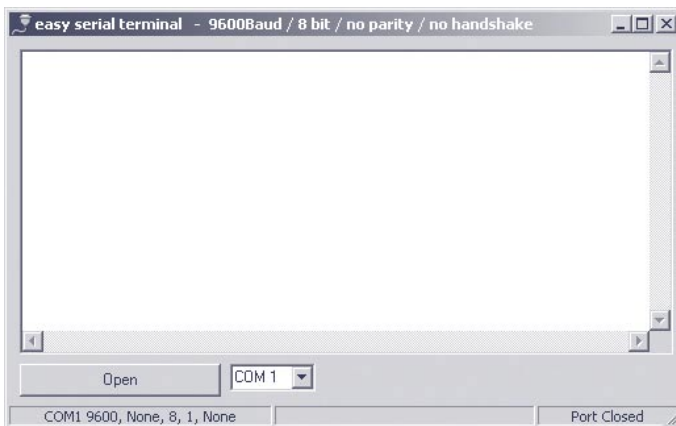 easy serial terminal - 9600Baud / 8 bit / no parity / no handshake
Open
COM 1
COM1 9600, None, 8, 1, None
Port Closed